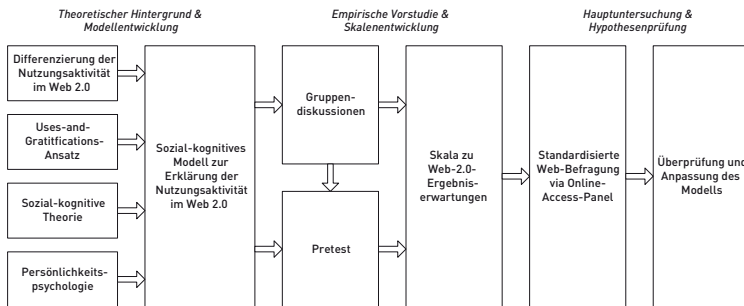 Theoretischer Hintergrund &
Modellentwicklung
Empirische Vorstudie &
Skalenentwicklung
Hauptuntersuchung &
Hypothesenprüfung
Differenzierung der
Nutzungsaktivität
im Web 2.0
Uses-and-
Gratitfications-
Ansatz
Sozial-kognitive
Theorie
Persönlichkeits-
psychologie
Sozial-kognitives
Modell zur
Erklärung der
Nutzungsaktivität
im Web 2.0
Gruppen-
diskussionen
Pretest
Skala zu
Web-2.0-
Ergebnis-
erwartungen
Standardisierte
Web-Befragung
via Online-
Access-Panel
Überprüfung und
Anpassung des
Modells